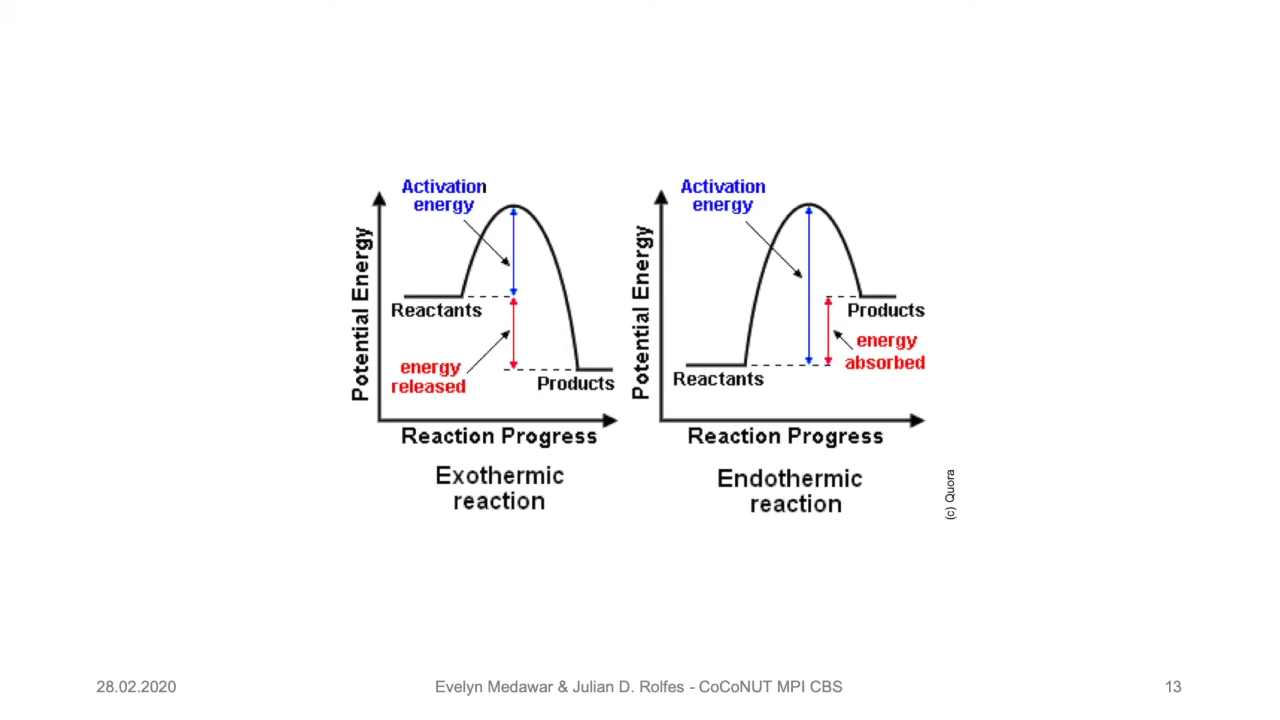 Activation
energy
Potential Energy
Reactants
energy
released
Products
Reaction Progress
Exothermic
reaction
Activation
energy
Potential Energy
Products
energy
absorbed
Reactants
Reaction Progress
Endothermic
reaction
(c) Quora
28.02.2020
Evelyn Medawar & Julian D. Rolfes - CoCoNUT MPI CBS
13